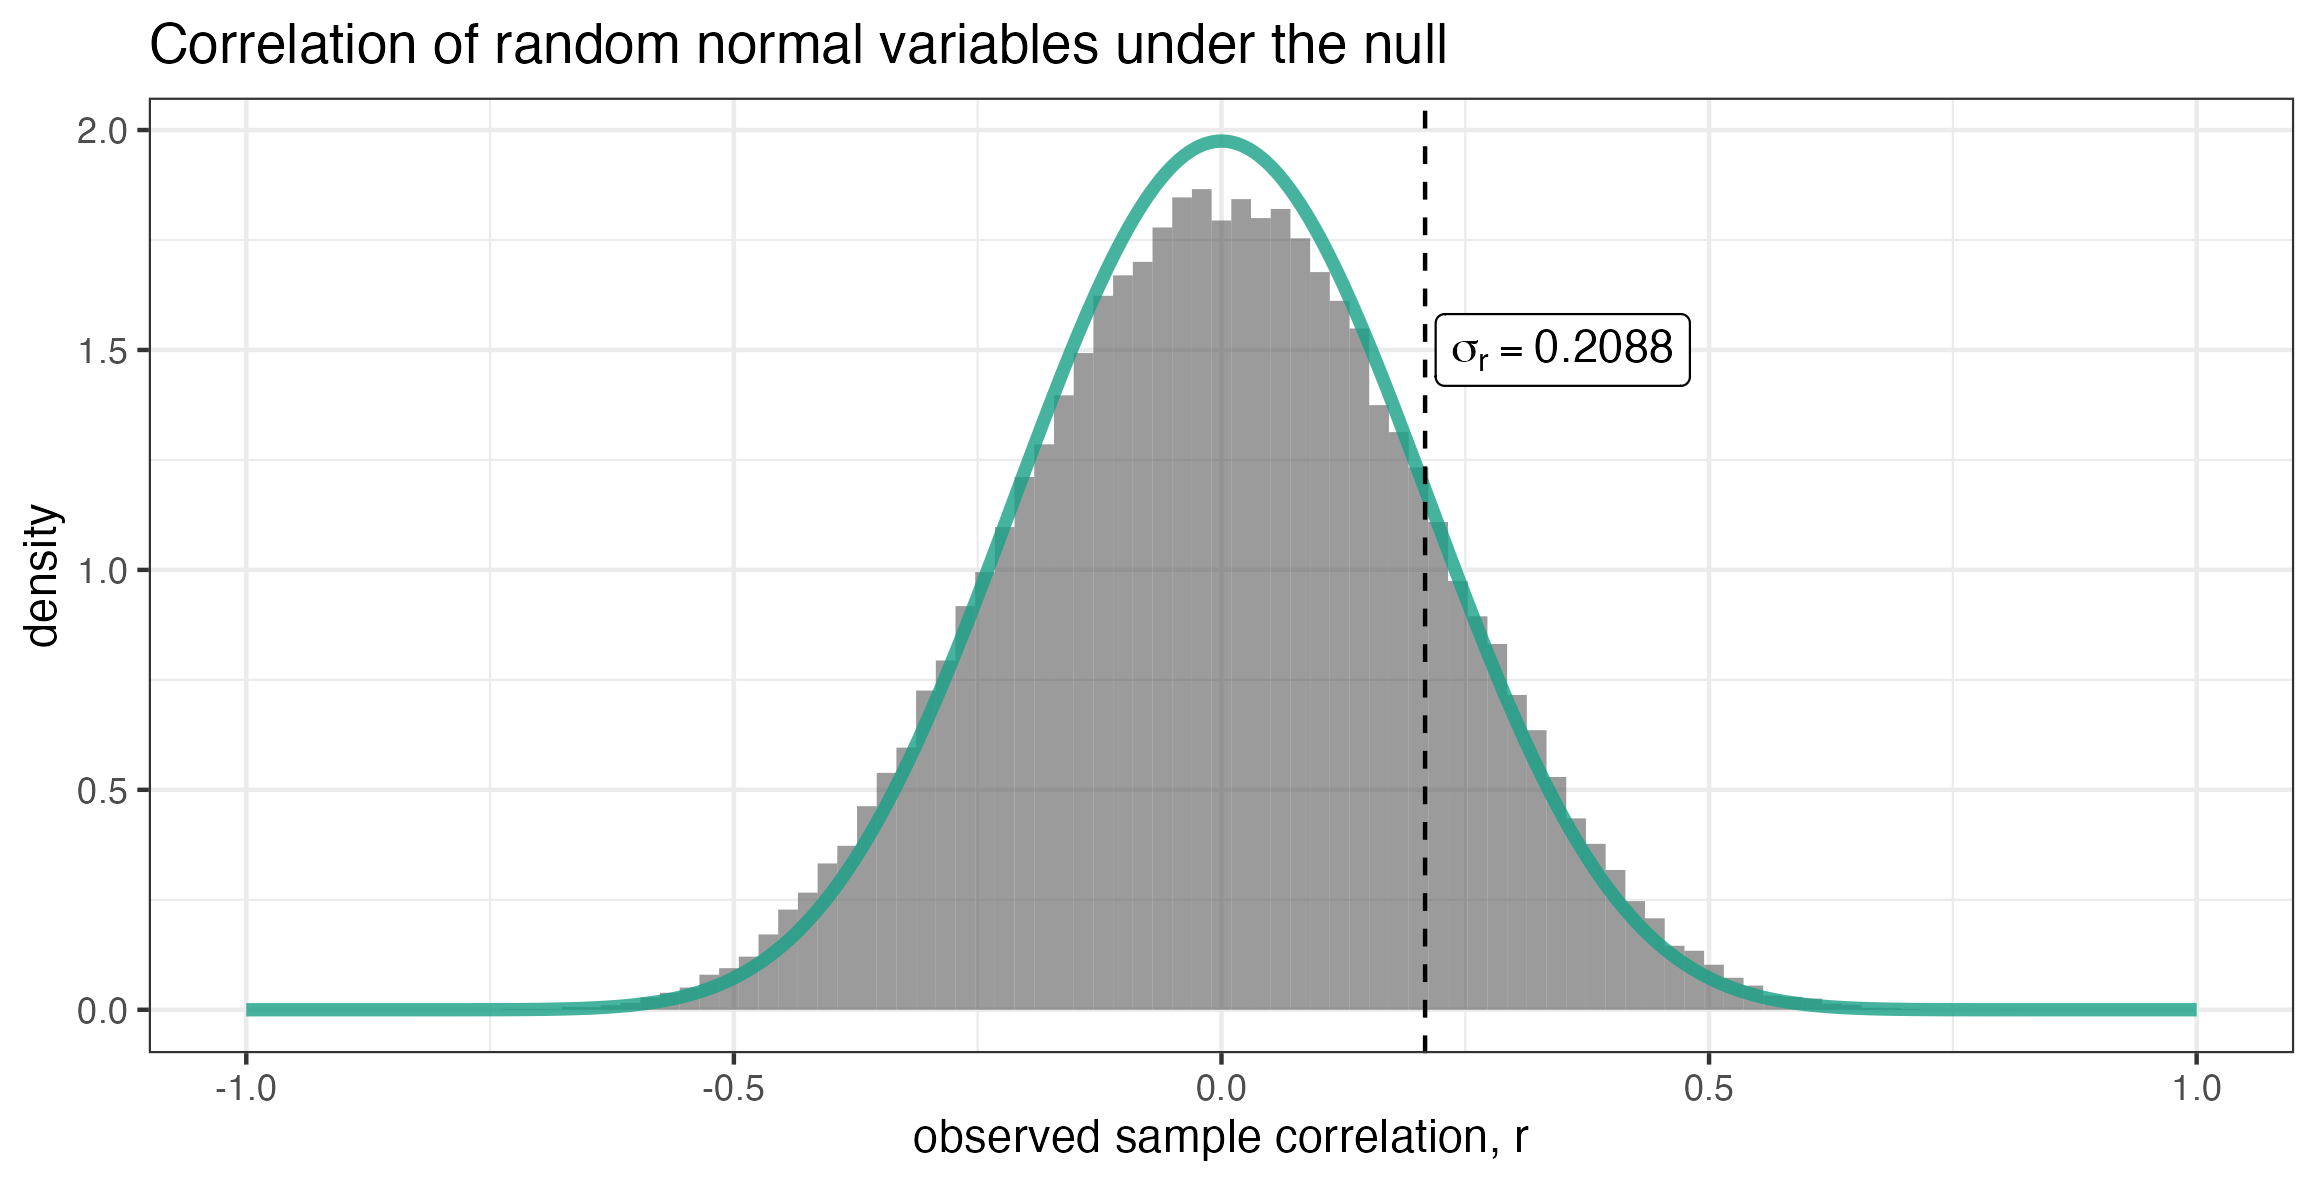 Correlation of random normal variables under the null
2.0
1.5
1.0
0.5
0.0
density
σr = 0.2088
-1.0
-0.5
0.0
0.5
1.0
observed sample correlation, r